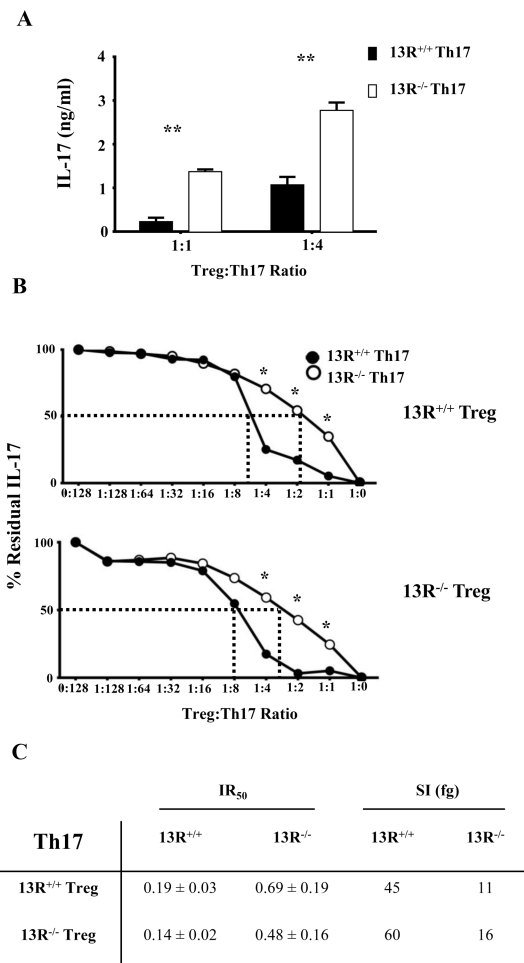 A
13R+/+ Th17
13R-/- Th17
**
**
IL-17 (ng/ml)
4
3
2
1
0
1:1 1:4
Treg:Th17 Ratio
B
13R+/+ Th17
13R-/- Th17
% Residual IL-17
100
50
0
* * *
13R+/+ Treg
0:128 1:128 1:64 1:32 1:16 1:8 1:4 1:2 1:1 1:0
100
50
0
* * *
13R-/- Treg
0:128 1:128 1:64 1:32 1:16 1:8 1:4 1:2 1:1 1:0
Treg:Th17 Ratio
C
IR50 SI (fg)
Th17 13R+/+ 13R-/- 13R+/+ 13R-/-
13R+/+ Treg 0.19 ± 0.03 0.69 ± 0.19 45 11
13R-/- Treg 0.14 ± 0.02 0.48 ± 0.16 60 16